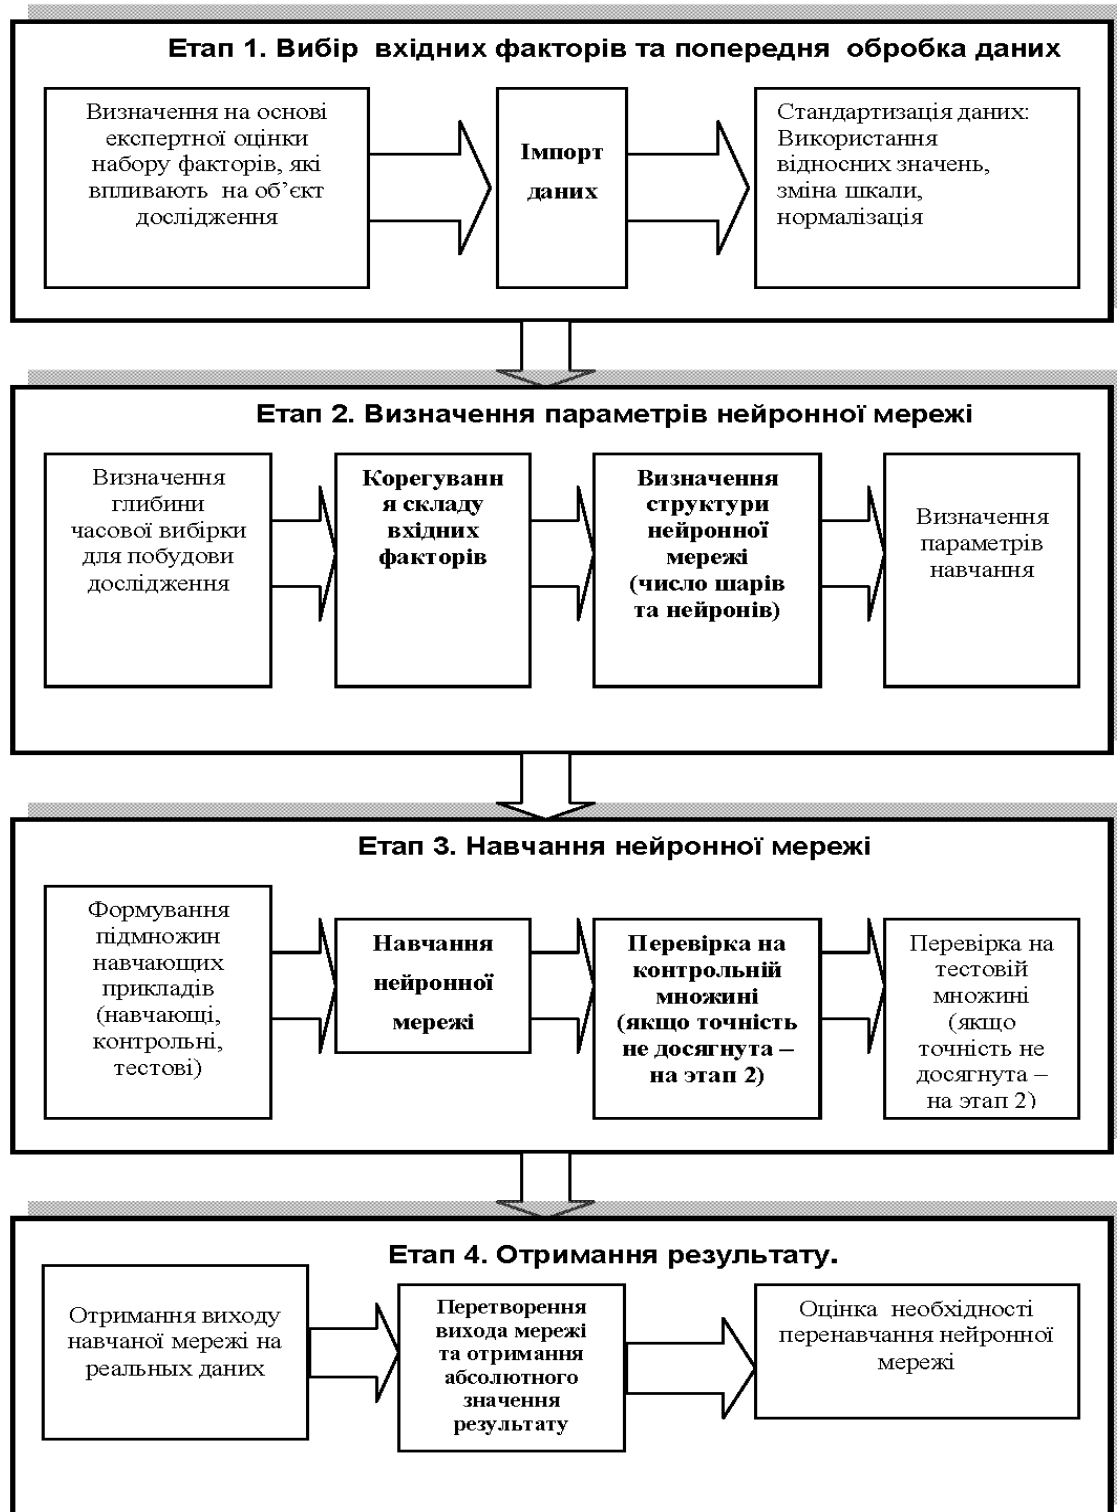 Етап 1. Вибір вхідних факторів та попередня обробка даних
Визначення на основі
експертної оцінки
набору факторів, які
впливають на об’єкт
дослідження
Імпорт
даних
Стандартизація даних:
Використання
відносних значень,
зміна шкали,
нормалізація
Етап 2. Визначення параметрів нейронної мережі
Визначення
глибини
часової вибірки
для побудови
дослідження
Корегуванн
я складу
вхідних
факторів
Визначення
структури
нейронної
мережі
(число шарів
та нейронів)
Визначення
параметрів
навчання
Етап 3. Навчання нейронної мережі
Формування
підмножин
навчающих
прикладів
(навчающі,
контрольні,
тестові)
Навчання
нейронної
мережі
Перевірка на
контрольній
множині
(якщо точність
не досягнута –
на этап 2)
Перевірка на
тестовій
множині
(якщо
точність не
досягнута –
на этап 2)
Етап 4. Отримання результату.
Отримання виходу
навчаної мережі на
реальных даних
Перетворення
вихода мережі
та отримання
абсолютного
значення
результату
Оцінка необхідності
перенавчання нейронної
мережі